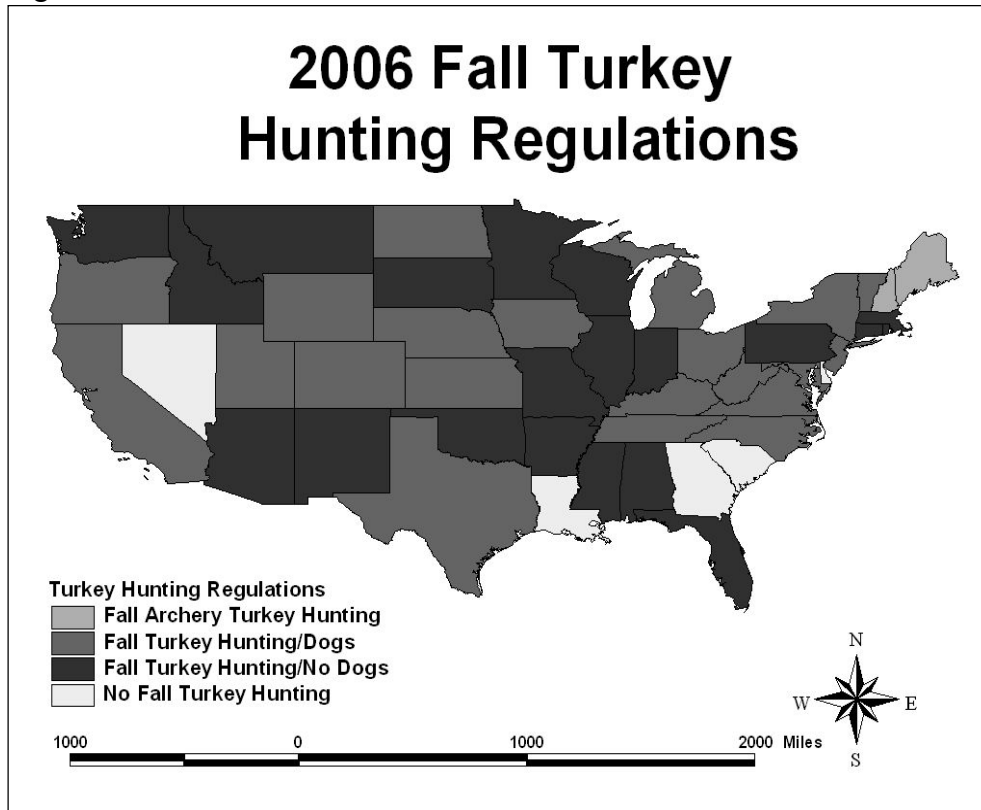 2006 Fall Turkey
Hunting Regulations
Turkey Hunting Regulations
Fall Archery Turkey Hunting
Fall Turkey Hunting/Dogs
Fall Turkey Hunting/No Dogs
No Fall Turkey Hunting
N
W E
S
1000 0 1000 2000 Miles